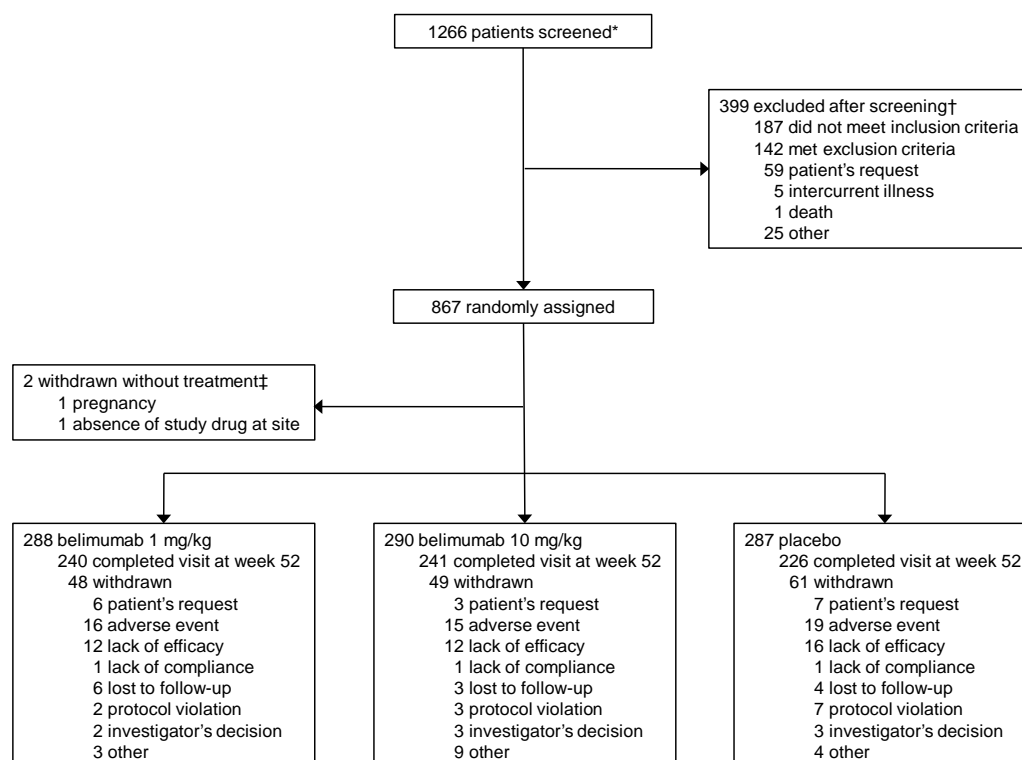 1266 patients screened*
399 excluded after screening†
187 did not meet inclusion criteria
142 met exclusion criteria
59 patient’s request
5 intercurrent illness
1 death
25 other
867 randomly assigned
2 withdrawn without treatment‡
1 pregnancy
1 absence of study drug at site
288 belimumab 1 mg/kg
240 completed visit at week 52
48 withdrawn
6 patient’s request
16 adverse event
12 lack of efficacy
1 lack of compliance
6 lost to follow-up
2 protocol violation
2 investigator’s decision
3 other
290 belimumab 10 mg/kg
241 completed visit at week 52
49 withdrawn
3 patient’s request
15 adverse event
12 lack of efficacy
1 lack of compliance
3 lost to follow-up
3 protocol violation
3 investigator’s decision
9 other
287 placebo
226 completed visit at week 52
61 withdrawn
7 patient’s request
19 adverse event
16 lack of efficacy
1 lack of compliance
4 lost to follow-up
7 protocol violation
3 investigator’s decision
4 other